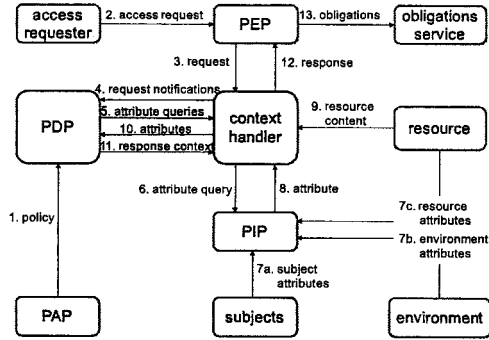 access
requester
2. access request
PEP
13. obligations
obligations
service
3. request
12. response
4. request notifications
5. attribute queries
10. attributes
11. response context
PDP
context
handler
9. resource
content
resource
6. attribute query
8. attribute
1. policy
7c. resource
attributes
PIP
7b. environment
attributes
7a. subject
attributes
PAP
subjects
environment